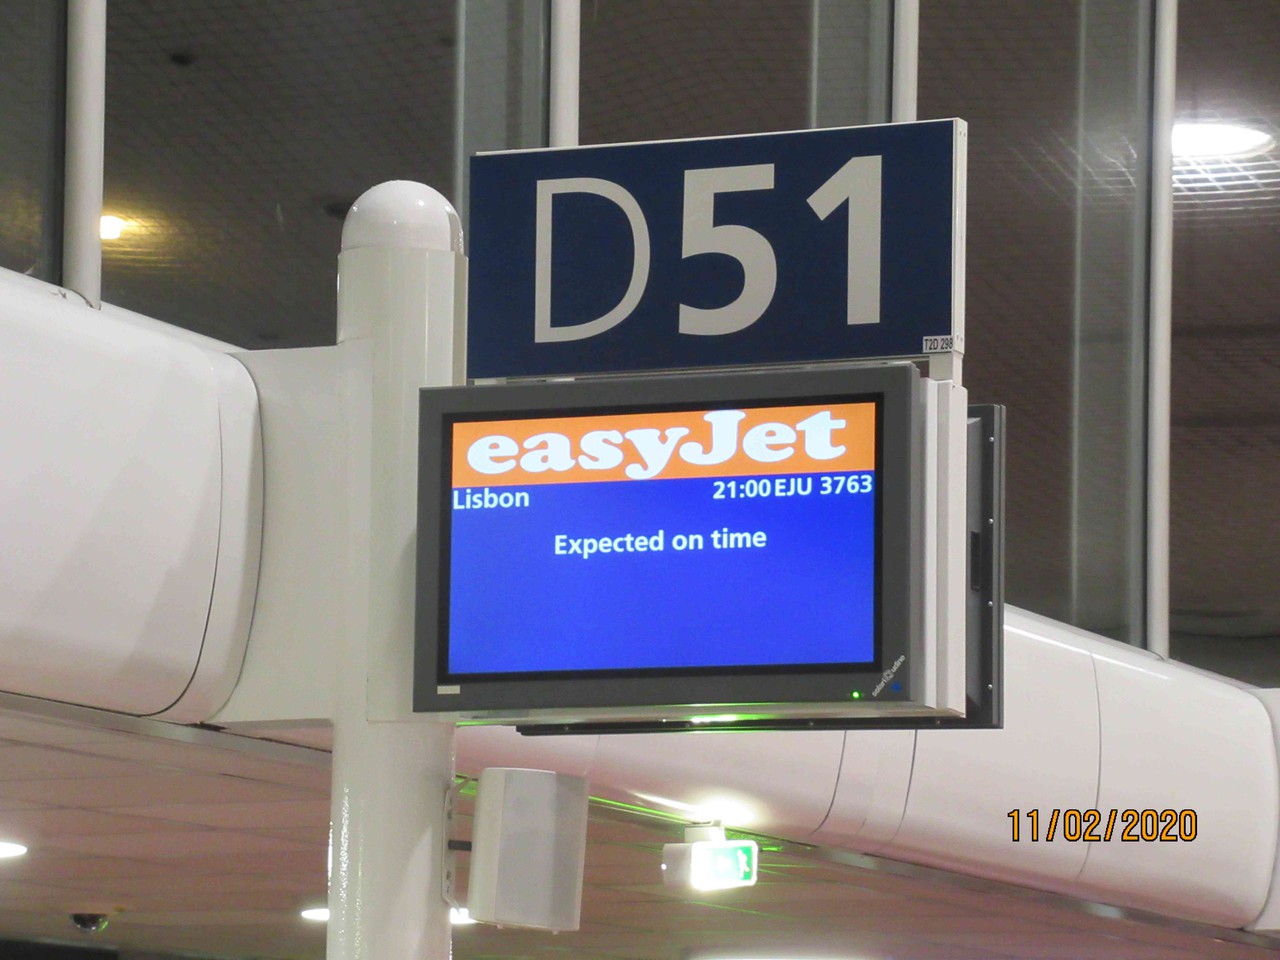 D51
T2D 298
easyJet
Lisbon 21:00 EJU 3763
Expected on time
11/02/2020